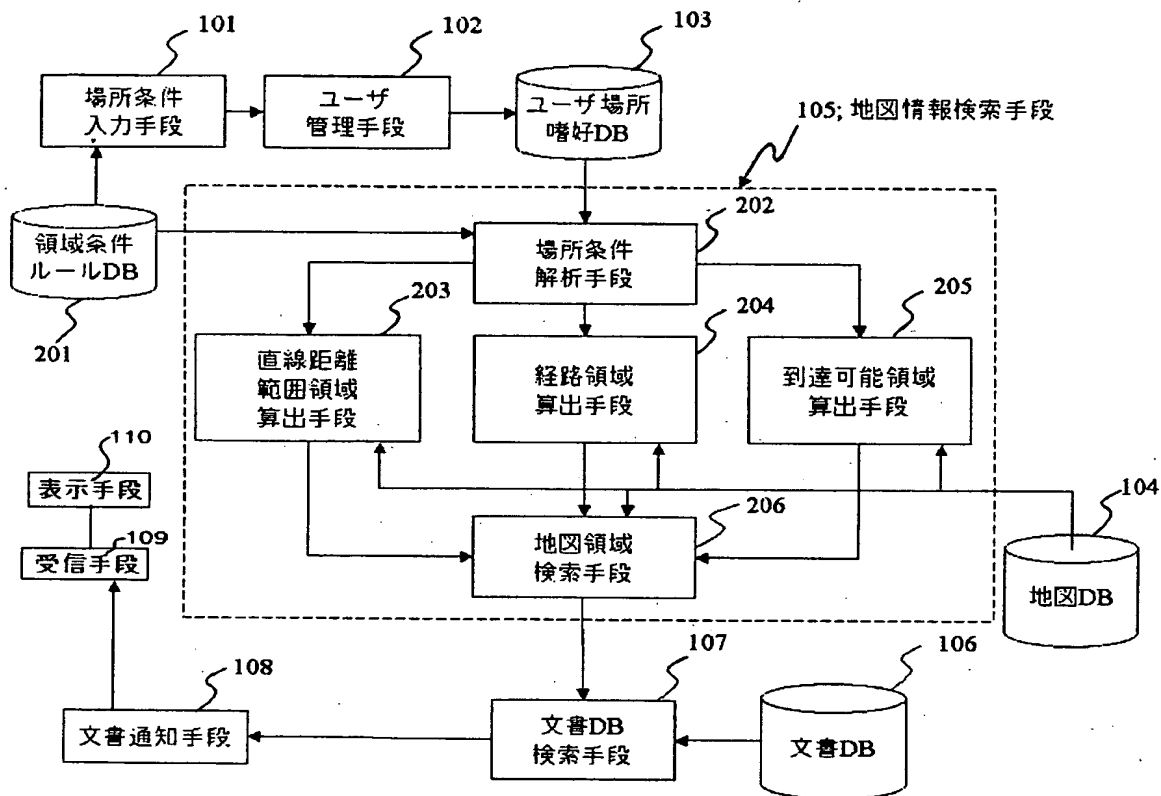 101
102
103
場所条件
入力手段
ユーザ
管理手段
ユーザ場所
嗜好DB
105; 地図情報検索手段
領域条件
ルールDB
201
202
場所条件
解析手段
203
直線距離
範囲領域
算出手段
204
経路領域
算出手段
205
到達可能領域
算出手段
110
表示手段
109
受信手段
206
地図領域
検索手段
104
地図DB
108
文書通知手段
107
文書DB
検索手段
106
文書DB